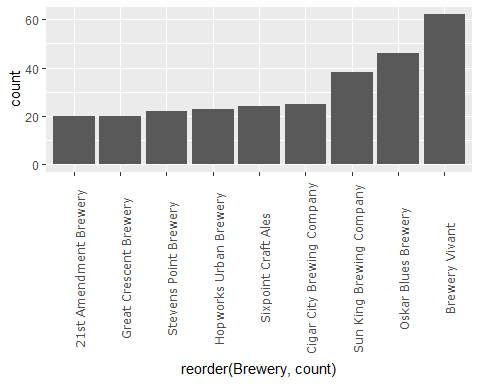 60
40
20
0
count
21st Amendment Brewery
Great Crescent Brewery
Stevens Point Brewery
Hopworks Urban Brewery
Sixpoint Craft Ales
Cigar City Brewing Company
Sun King Brewing Company
Oskar Blues Brewery
Brewery Vivant
reorder(Brewery, count)